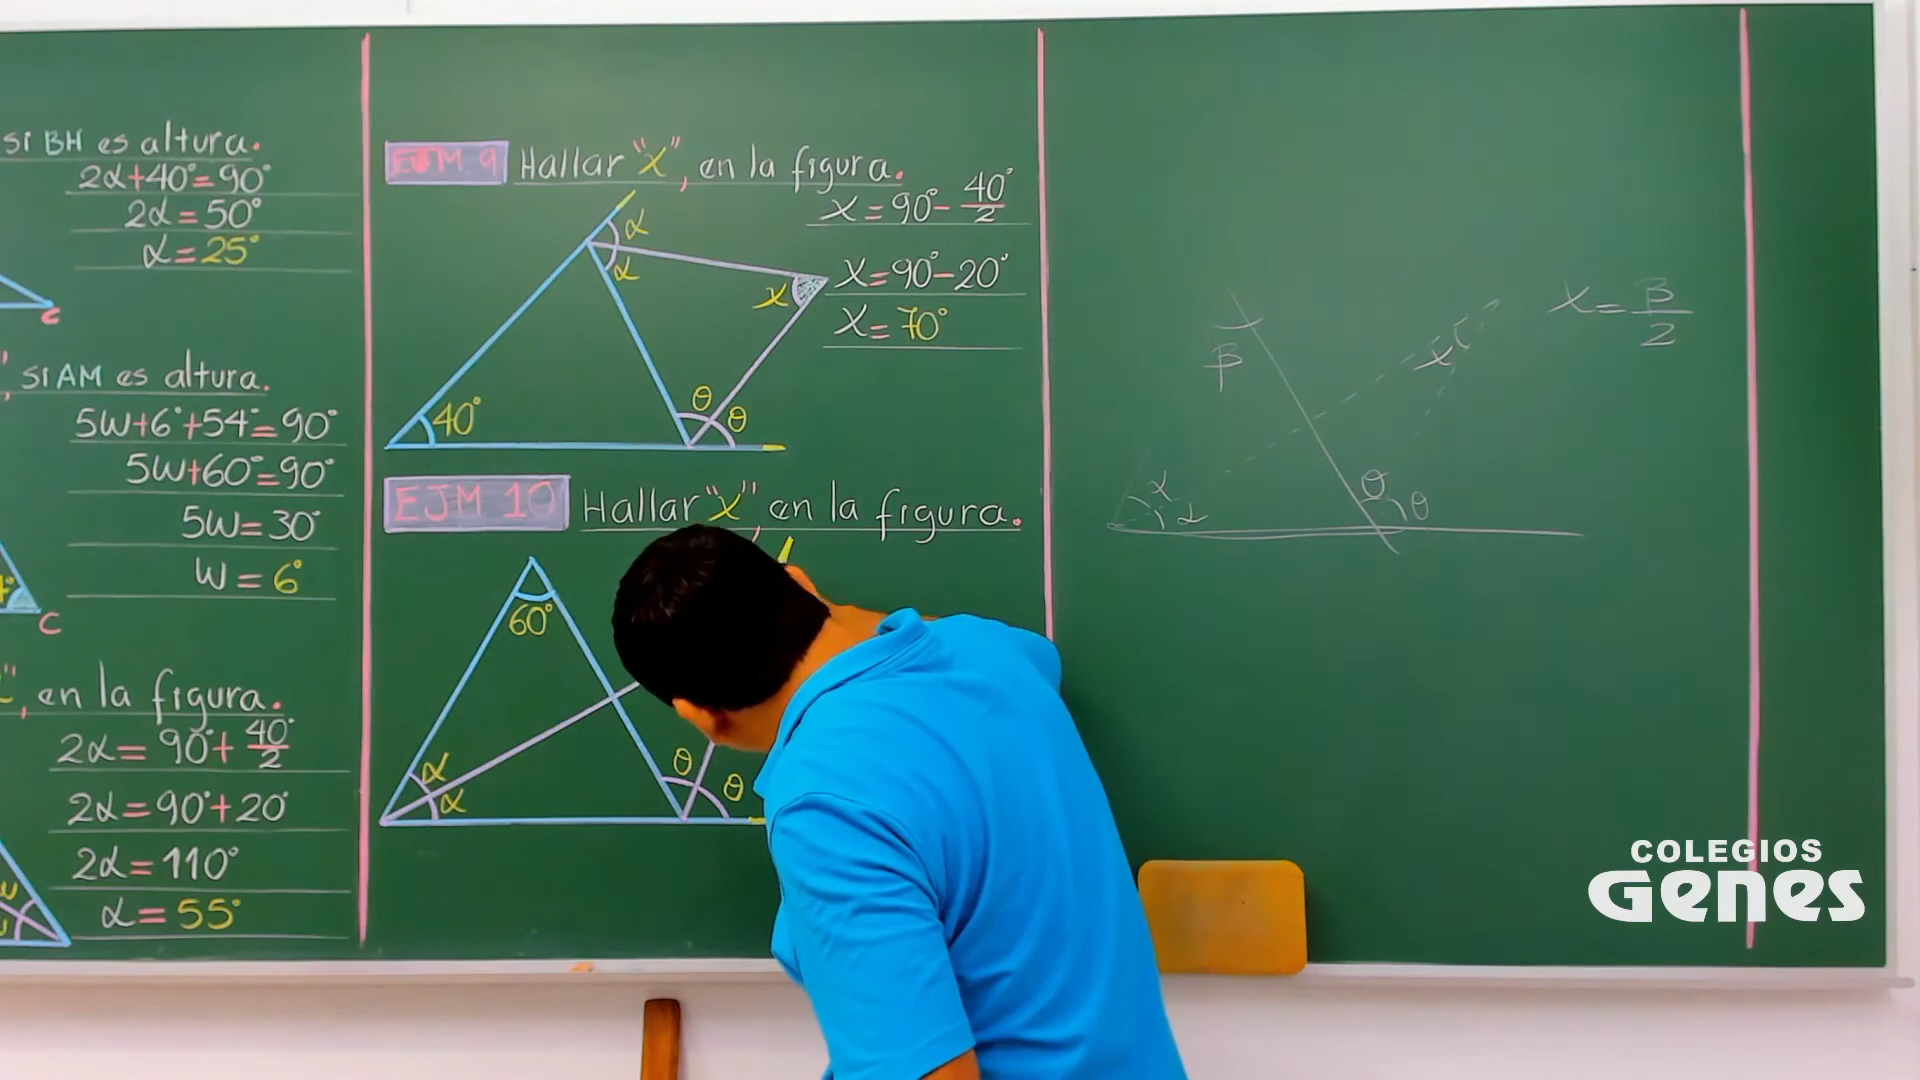 si BH es altura.
2α+40°=90°
2α=50°
α=25°
C
si AM es altura.
5w+6°+54°=90°
5w+60°=90°
5w=30°
w=6°
C
", en la figura.
2α=90°+40°/2
2α=90°+20°
2α=110°
α=55°
w
EJM 9 Hallar "x", en la figura.
x=90°-40°/2
x=90°-20°
x=70°
α
α
x
40°
θ
θ
EJM 10 Hallar "x", en la figura.
60°
α
α
θ
θ
β
x
x=β/2
α
α
θ
θ
COLEGIOS
GENES